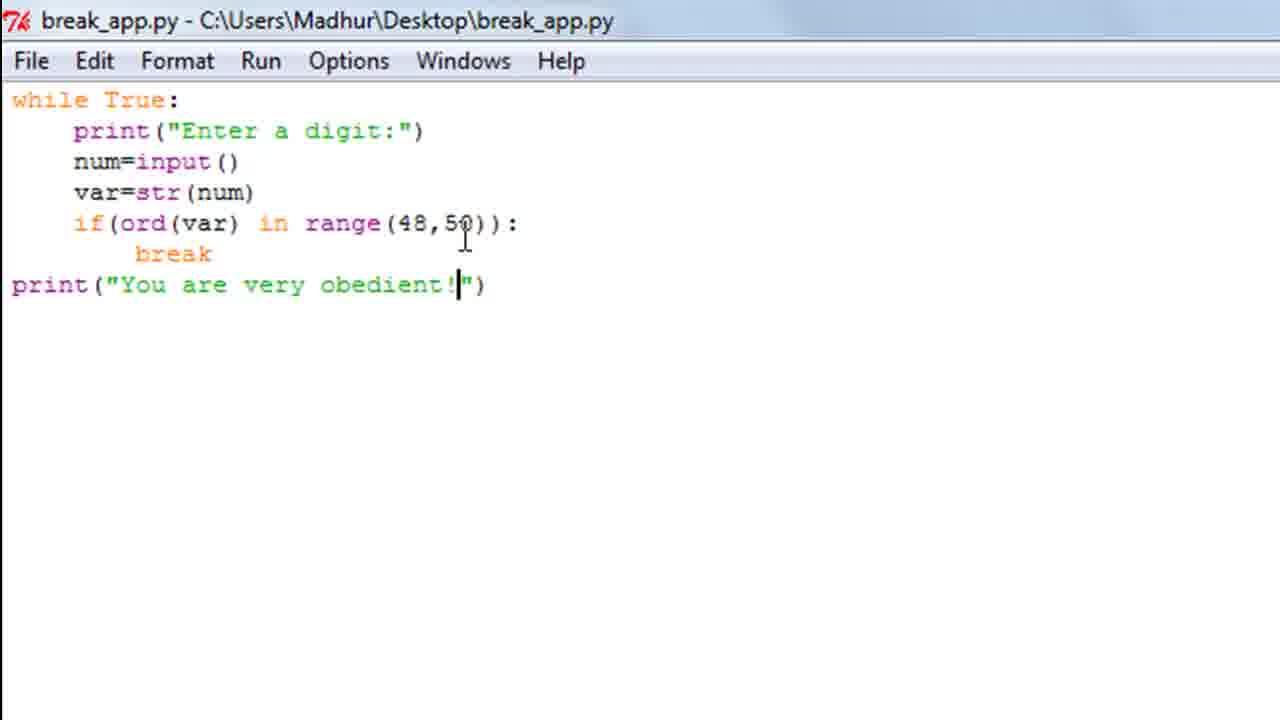 break_app.py - C:\Users\Madhur\Desktop\break_app.py
File Edit Format Run Options Windows Help
while True:
    print("Enter a digit:")
    num=input()
    var=str(num)
    if(ord(var) in range(48,)):
        break
print("You are very obedient!")